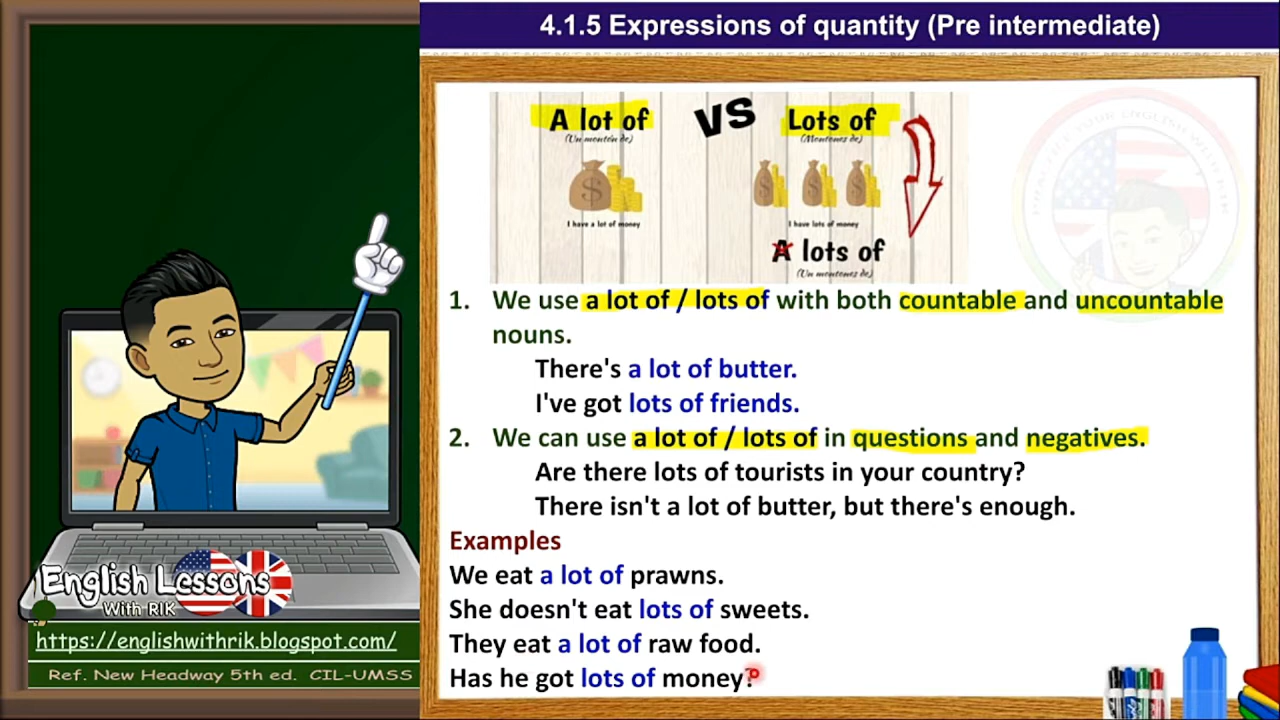 4.1.5 Expressions of quantity (Pre intermediate)
A lot of VS Lots of
(Un montón de) (Montones de)
I have a lot of money I have lots of money
A lots of
(Un montones de)
1. We use a lot of / lots of with both countable and uncountable
nouns.
There's a lot of butter.
I've got lots of friends.
2. We can use a lot of / lots of in questions and negatives.
Are there lots of tourists in your country?
There isn't a lot of butter, but there's enough.
Examples
We eat a lot of prawns.
She doesn't eat lots of sweets.
They eat a lot of raw food.
Has he got lots of money?
English Lessons
With RIK
https://englishwithrik.blogspot.com/
Ref. New Headway 5th ed. CIL-UMSS